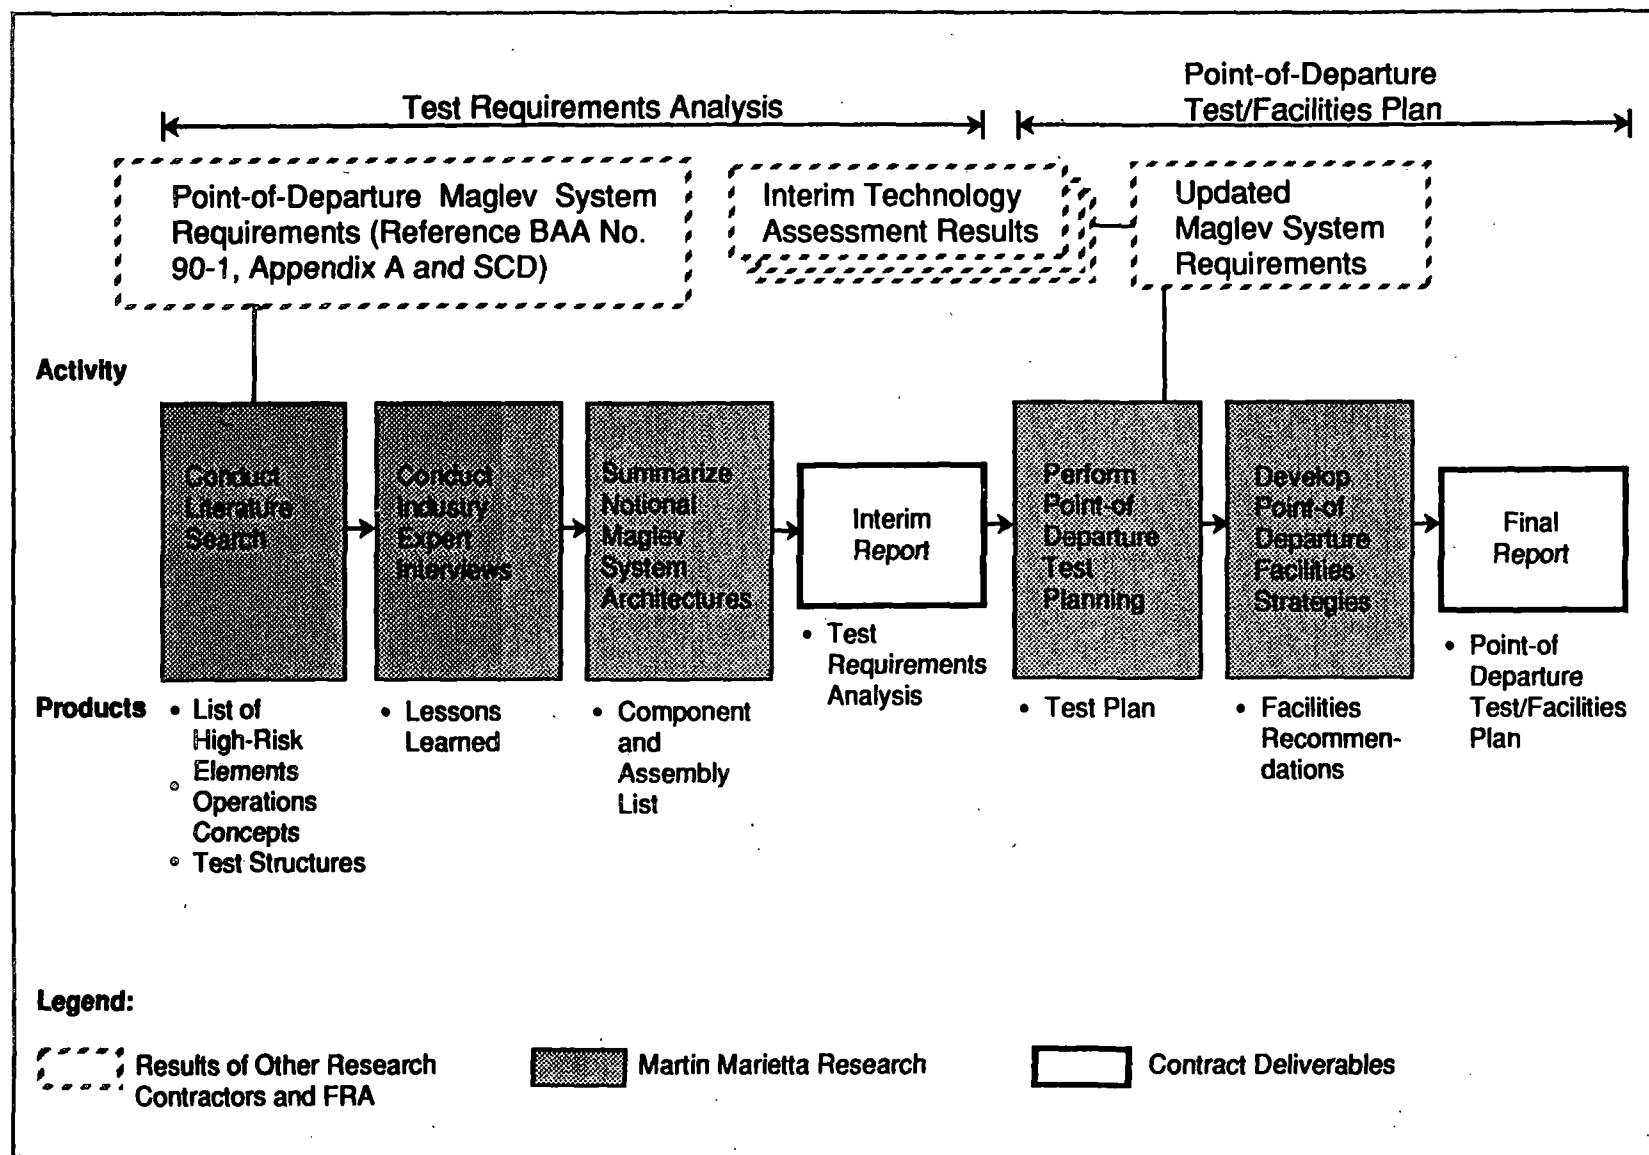 Test Requirements Analysis
Point-of-Departure
Test/Facilities Plan
Point-of-Departure Maglev System
Requirements (Reference BAA No.
90-1, Appendix A and SCD)
Interim Technology
Assessment Results
Updated
Maglev System
Requirements
Activity
Conduct
Literature
Search
Conduct
Industry
Expert
Interviews
Summarize
Notional
Maglev
System
Architectures
Interim
Report
Perform
Point-of
Departure
Test
Planning
Develop
Point-of
Departure
Facilities
Strategies
Final
Report
Products
• List of
High-Risk
Elements
Operations
Concepts
• Test Structures
• Lessons
Learned
• Component
and
Assembly
List
• Test
Requirements
Analysis
• Test Plan
• Facilities
Recommen-
dations
• Point-of
Departure
Test/Facilities
Plan
Legend:
Results of Other Research
Contractors and FRA
Martin Marietta Research
Contract Deliverables